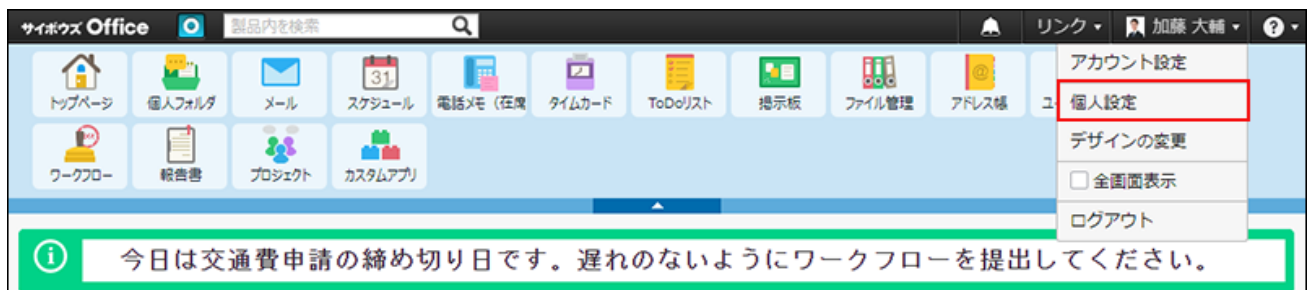 サイボウズ Office 製品内を検索 リンク 加藤 大輔 ?
トップページ 個人フォルダ メール スケジュール 電話メモ（在席 タイムカード ToDoリスト 掲示板 ファイル管理 アドレス帳 ユ
31
@
ワークフロー 報告書 プロジェクト カスタムアプリ
アカウント設定
個人設定
デザインの変更
全画面表示
ログアウト
今日は交通費申請の締め切り日です。遅れのないようにワークフローを提出してください。